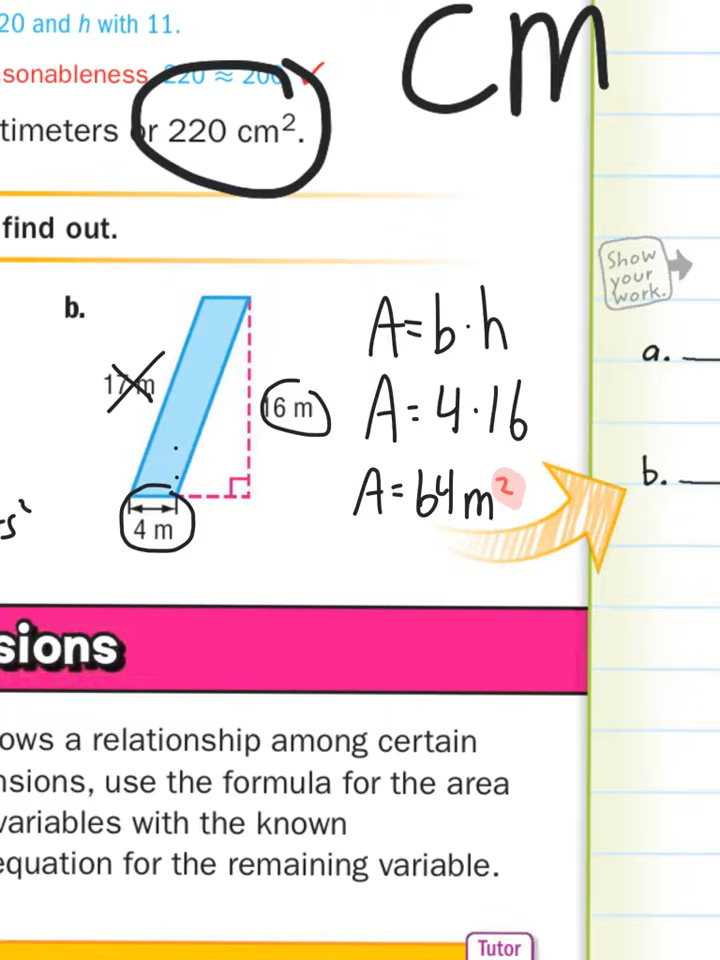 20 and h with 11.
CM
sonableness 220 ≈ 200 ✓
timeters or 220 cm².
find out.
Show
your
work.
b.
A=b·h
17 m
a.
16 m
A=4·16
b.
A=64m²
s²
4 m
sions
ows a relationship among certain
nsions, use the formula for the area
variables with the known
equation for the remaining variable.
Tutor